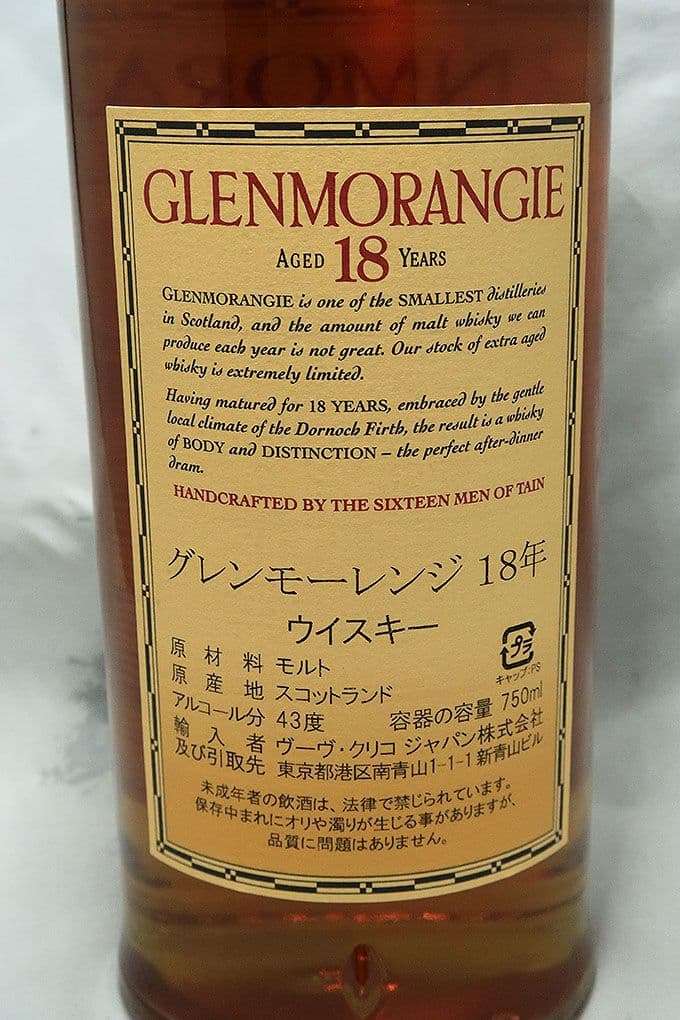 GLENMORANGIE
AGED 18 YEARS
GLENMORANGIE is one of the SMALLEST distilleries
in Scotland, and the amount of malt whisky we can
produce each year is not great. Our stock of extra aged
whisky is extremely limited.
Having matured for 18 YEARS, embraced by the gentle
local climate of the Dornoch Firth, the result is a whisky
of BODY and DISTINCTION – the perfect after-dinner
dram.
HANDCRAFTED BY THE SIXTEEN MEN OF TAIN
グレンモーレンジ 18年
ウイスキー
プラ
キャップ:PS
原材料 モルト
原産地 スコットランド
アルコール分 43度 容器の容量 750ml
輸入者 ヴーヴ・クリコ ジャパン株式会社
及び引取先 東京都港区南青山1-1-1 新青山ビル
未成年者の飲酒は、法律で禁じられています。
保存中まれにオリや濁りが生じる事がありますが、
品質に問題はありません。